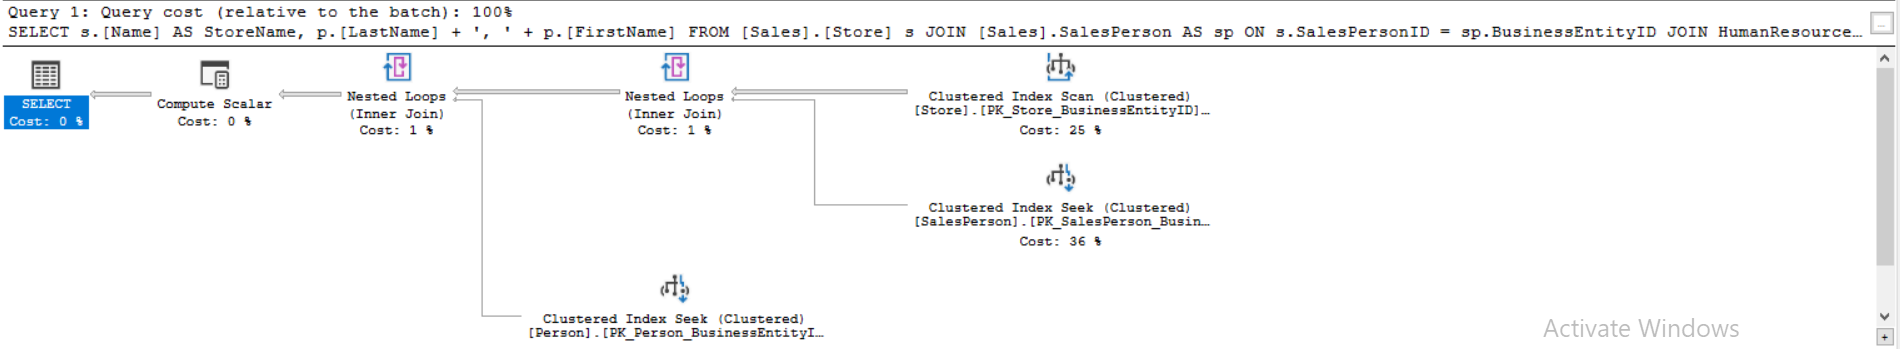 Query 1: Query cost (relative to the batch): 100%
SELECT s.[Name] AS StoreName, p.[LastName] + ', ' + p.[FirstName] FROM [Sales].[Store] s JOIN [Sales].SalesPerson AS sp ON s.SalesPersonID = sp.BusinessEntityID JOIN HumanResource…
SELECT
Cost: 0 %
Compute Scalar
Cost: 0 %
Nested Loops
(Inner Join)
Cost: 1 %
Nested Loops
(Inner Join)
Cost: 1 %
Clustered Index Scan (Clustered)
[Store].[PK_Store_BusinessEntityID]…
Cost: 25 %
Clustered Index Seek (Clustered)
[SalesPerson].[PK_SalesPerson_Busin…
Cost: 36 %
Clustered Index Seek (Clustered)
[Person].[PK_Person_BusinessEntityI…
Activate Windows